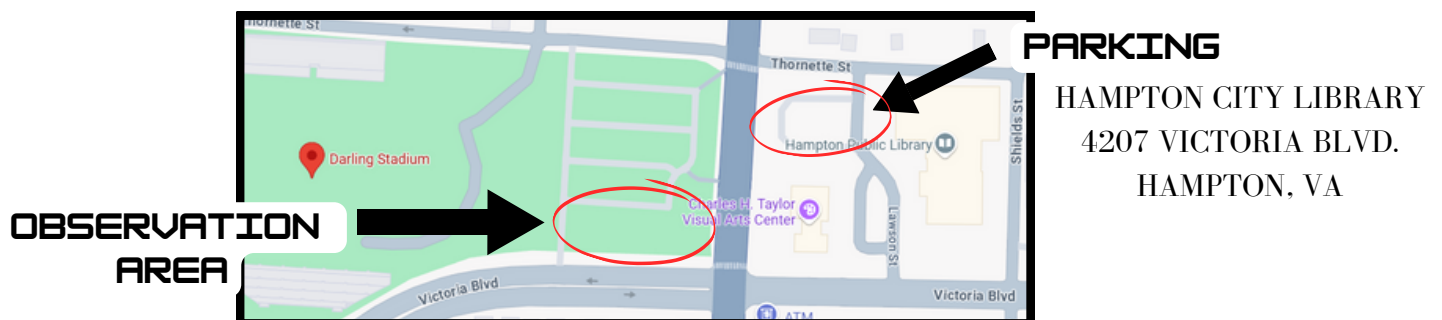 Thornette St
PARKING
Thornette St
HAMPTON CITY LIBRARY
4207 VICTORIA BLVD.
HAMPTON, VA
Hampton Public Library
Shields St
Darling Stadium
Charles H. Taylor
Visual Arts Center
OBSERVATION
AREA
Lawson St
Victoria Blvd
Victoria Blvd
ATM